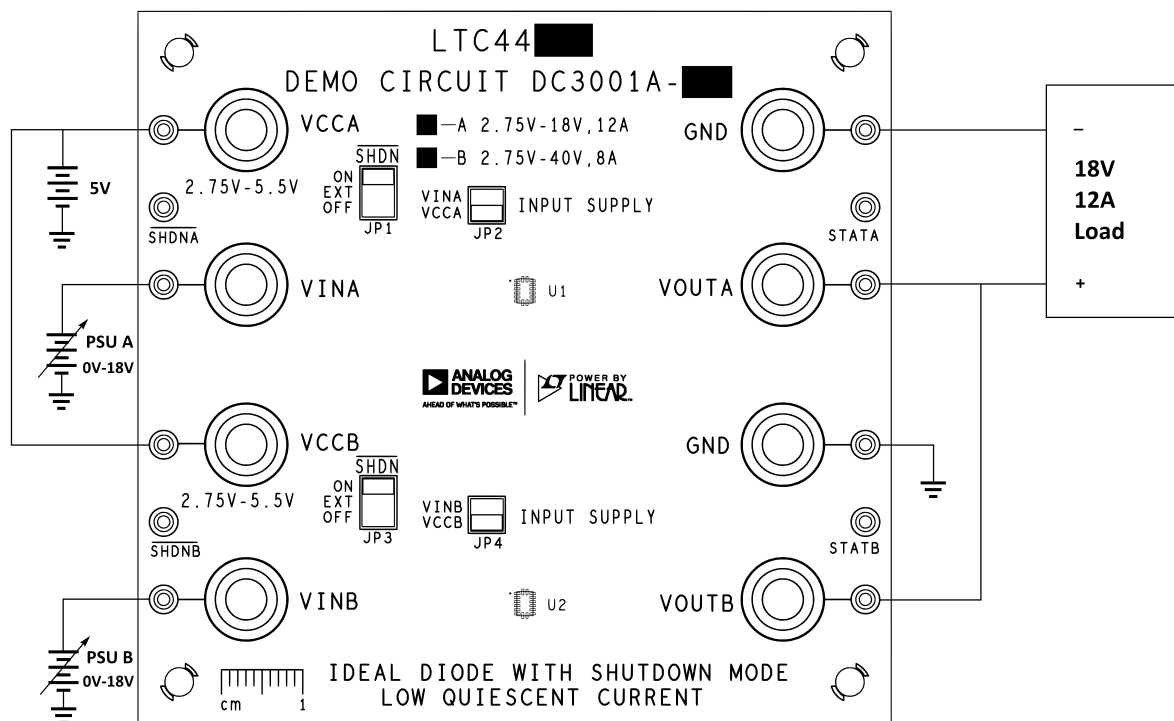 LTC44
DEMO CIRCUIT DC3001A-
VCCA
-A 2.75V-18V,12A
-B 2.75V-40V,8A
GND
5V
2.75V-5.5V
SHDN
ON
EXT
OFF
JP1
VINA
VCCA
JP2
INPUT SUPPLY
SHDNA
STATA
-
18V
12A
Load
+
VINA
U1
VOUTA
PSU A
0V-18V
ANALOG
DEVICES
AHEAD OF WHAT'S POSSIBLE™
POWER BY
LINEAR™
VCCB
GND
2.75V-5.5V
SHDN
ON
EXT
OFF
JP3
VINB
VCCB
JP4
INPUT SUPPLY
SHDNB
STATB
VINB
U2
VOUTB
PSU B
0V-18V
cm 1
IDEAL DIODE WITH SHUTDOWN MODE
LOW QUIESCENT CURRENT